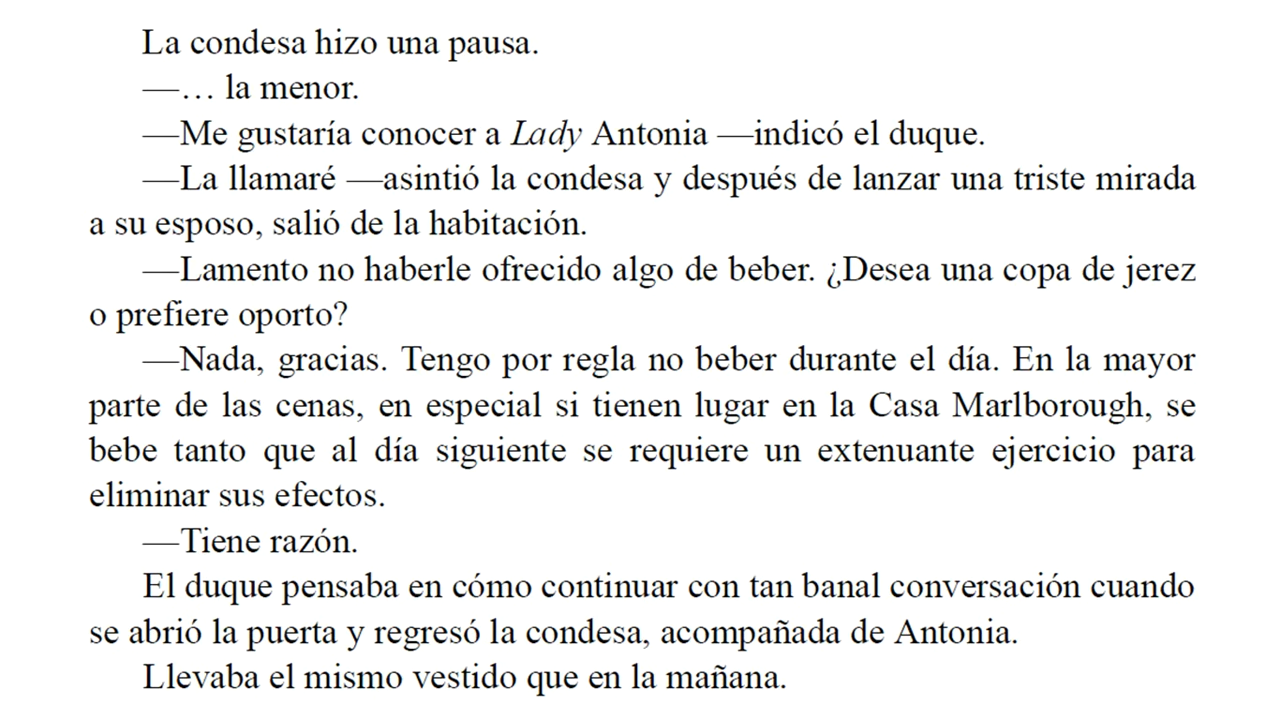 La condesa hizo una pausa.
—… la menor.
—Me gustaría conocer a Lady Antonia —indicó el duque.
—La llamaré —asintió la condesa y después de lanzar una triste mirada
a su esposo, salió de la habitación.
—Lamento no haberle ofrecido algo de beber. ¿Desea una copa de jerez
o prefiere oporto?
—Nada, gracias. Tengo por regla no beber durante el día. En la mayor
parte de las cenas, en especial si tienen lugar en la Casa Marlborough, se
bebe tanto que al día siguiente se requiere un extenuante ejercicio para
eliminar sus efectos.
—Tiene razón.
El duque pensaba en cómo continuar con tan banal conversación cuando
se abrió la puerta y regresó la condesa, acompañada de Antonia.
Llevaba el mismo vestido que en la mañana.